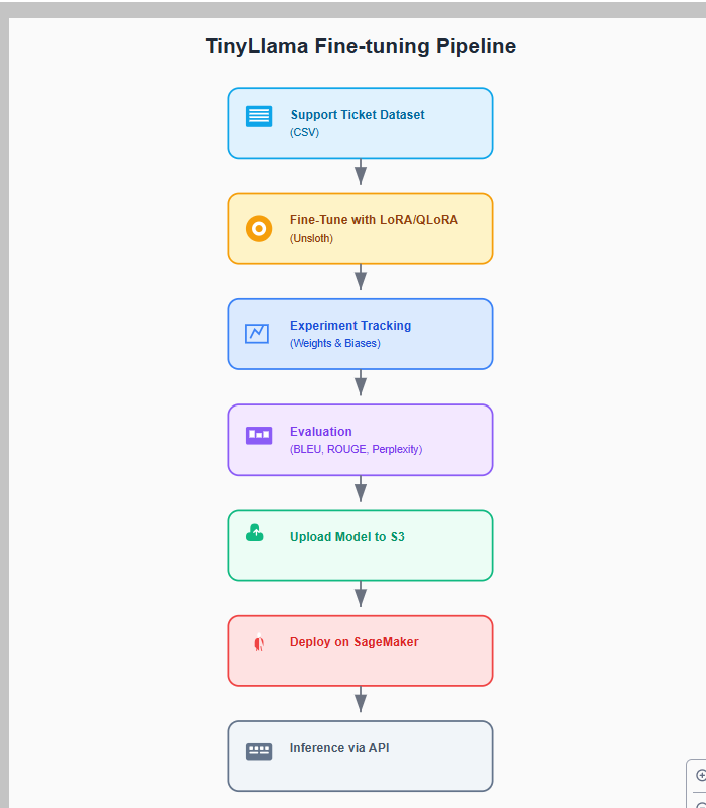 TinyLlama Fine-tuning Pipeline
Support Ticket Dataset
(CSV)
Fine-Tune with LoRA/QLoRA
(Unsloth)
Experiment Tracking
(Weights & Biases)
Evaluation
(BLEU, ROUGE, Perplexity)
Upload Model to S3
Deploy on SageMaker
Inference via API